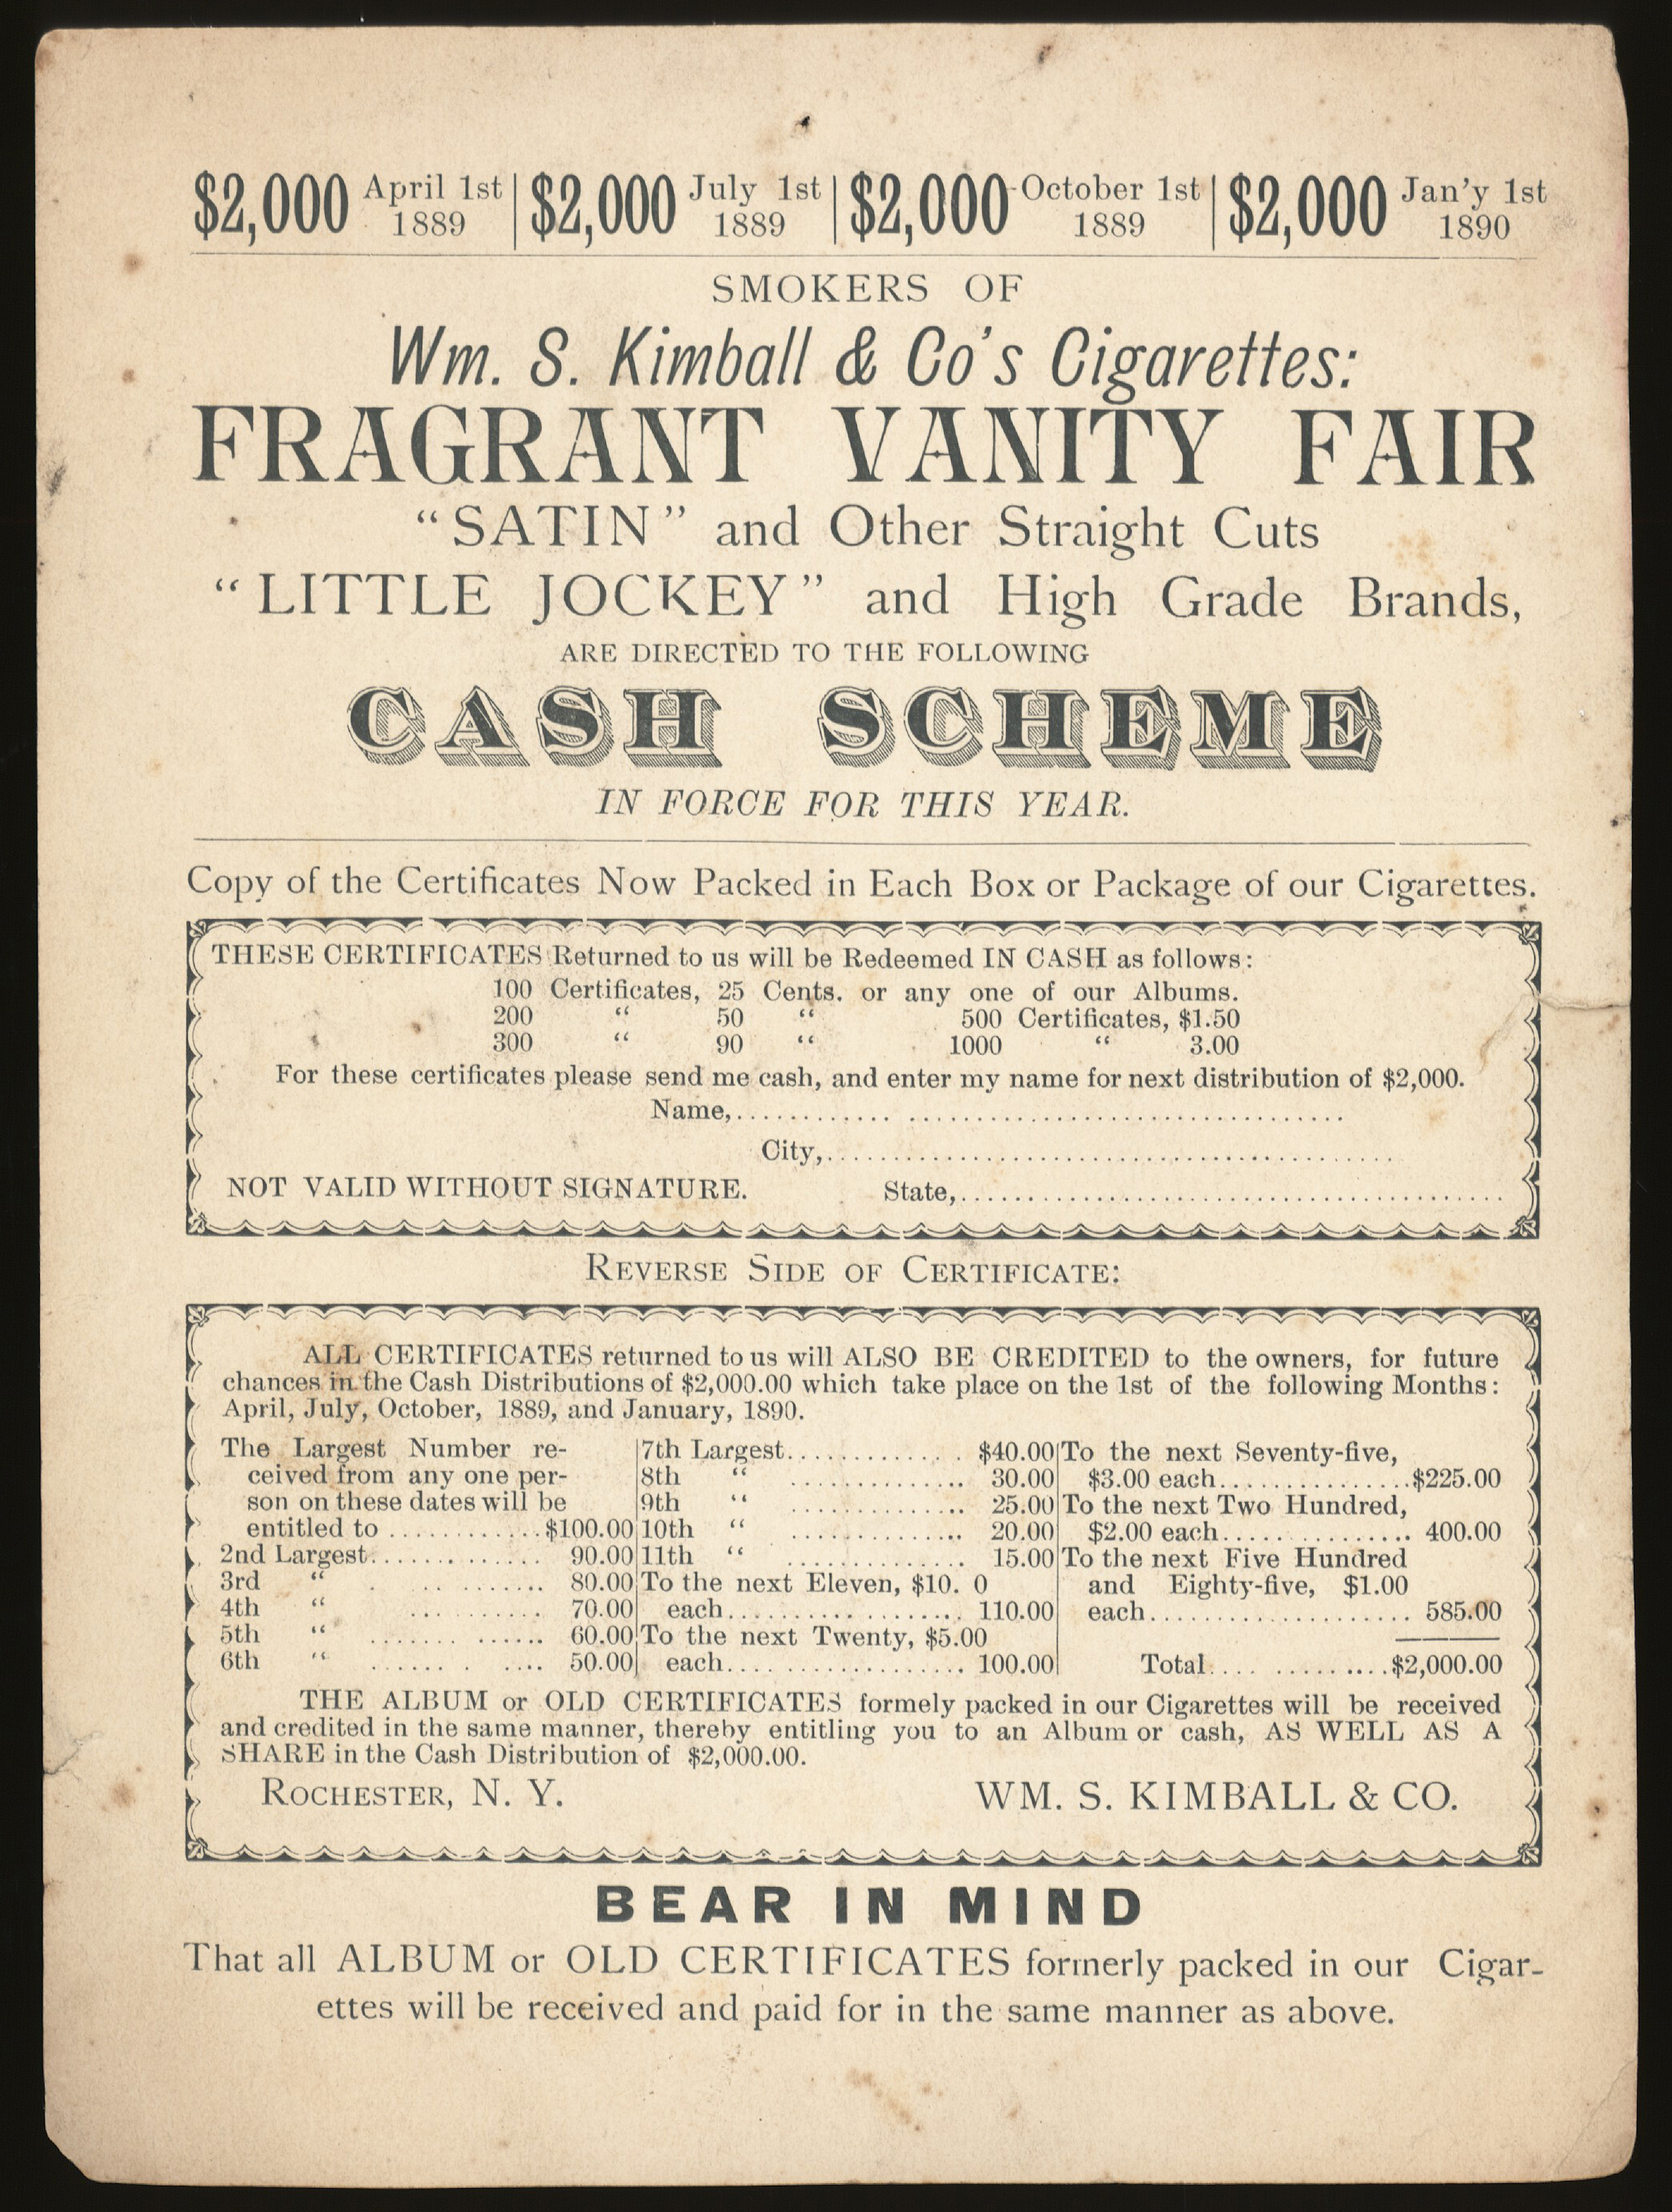 $2,000 April 1st 1889 | $2,000 July 1st 1889 | $2,000 October 1st 1889 | $2,000 Jan'y 1st 1890
SMOKERS OF
Wm. S. Kimball & Co's Cigarettes:
FRAGRANT VANITY FAIR
"SATIN" and Other Straight Cuts
"LITTLE JOCKEY" and High Grade Brands,
ARE DIRECTED TO THE FOLLOWING
CASH SCHEME
IN FORCE FOR THIS YEAR.
Copy of the Certificates Now Packed in Each Box or Package of our Cigarettes.
THESE CERTIFICATES Returned to us will be Redeemed IN CASH as follows:
100 Certificates, 25 Cents. or any one of our Albums.
200 " 50 " 500 Certificates, $1.50
300 " 90 " 1000 " 3.00
For these certificates please send me cash, and enter my name for next distribution of $2,000.
Name,....................................
City,....................................
NOT VALID WITHOUT SIGNATURE. State,....................................
REVERSE SIDE OF CERTIFICATE:
ALL CERTIFICATES returned to us will ALSO BE CREDITED to the owners, for future
chances in the Cash Distributions of $2,000.00 which take place on the 1st of the following Months:
April, July, October, 1889, and January, 1890.
The Largest Number re-
ceived from any one per-
son on these dates will be
entitled to ............$100.00
2nd Largest............. 90.00
3rd " ............. 80.00
4th " ............. 70.00
5th " ............. 60.00
6th " ............. 50.00
7th Largest............. $40.00
8th " ............. 30.00
9th " ............. 25.00
10th " ............. 20.00
11th " ............. 15.00
To the next Eleven, $10. 0
each.................. 110.00
To the next Twenty, $5.00
each.................. 100.00
To the next Seventy-five,
$3.00 each...............$225.00
To the next Two Hundred,
$2.00 each............... 400.00
To the next Five Hundred
and Eighty-five, $1.00
each.................... 585.00
Total.............$2,000.00
THE ALBUM or OLD CERTIFICATES formely packed in our Cigarettes will be received
and credited in the same manner, thereby entitling you to an Album or cash, AS WELL AS A
SHARE in the Cash Distribution of $2,000.00.
ROCHESTER, N. Y. WM. S. KIMBALL & CO.
BEAR IN MIND
That all ALBUM or OLD CERTIFICATES formerly packed in our Cigar-
ettes will be received and paid for in the same manner as above.